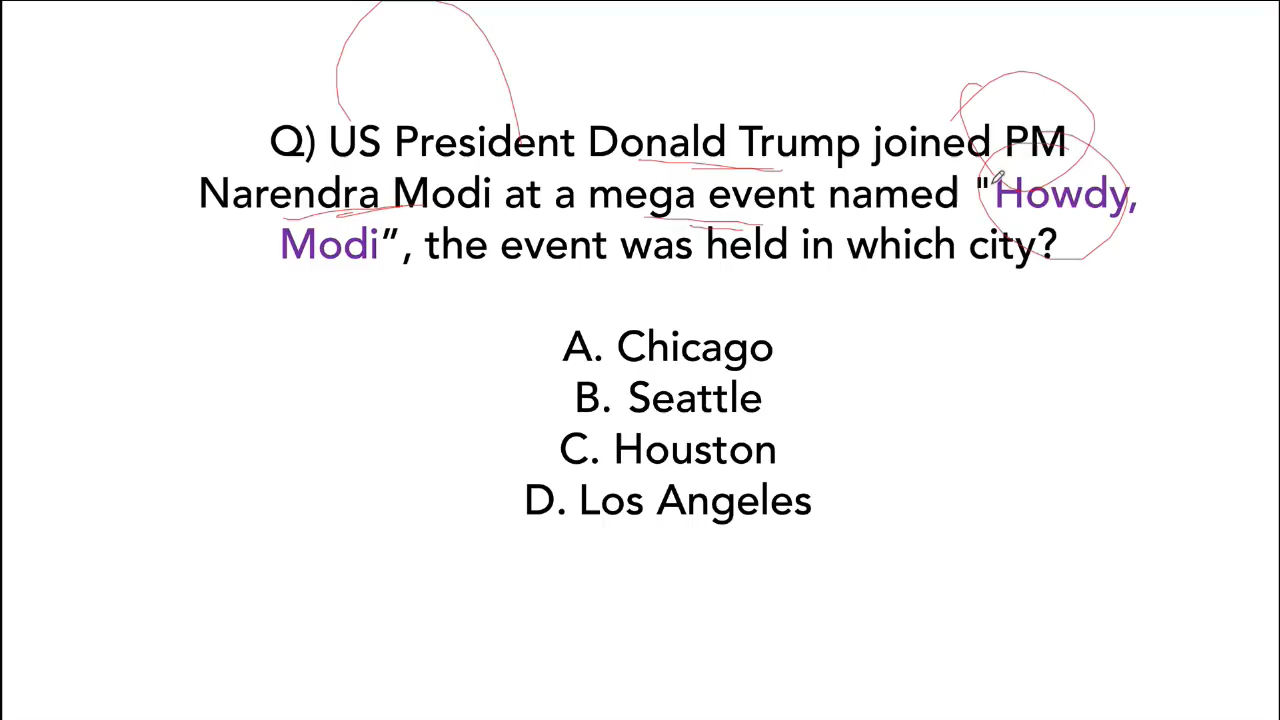 Q) US President Donald Trump joined PM
Narendra Modi at a mega event named "Howdy,
Modi”, the event was held in which city?
A. Chicago
B. Seattle
C. Houston
D. Los Angeles